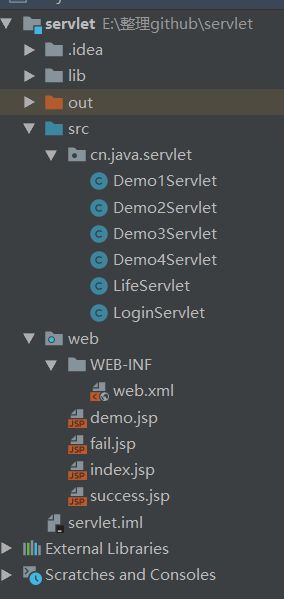 servlet E:\整理github\servlet
.idea
lib
out
src
cn.java.servlet
Demo1Servlet
Demo2Servlet
Demo3Servlet
Demo4Servlet
LifeServlet
LoginServlet
web
WEB-INF
web.xml
demo.jsp
fail.jsp
index.jsp
success.jsp
servlet.iml
External Libraries
Scratches and Consoles